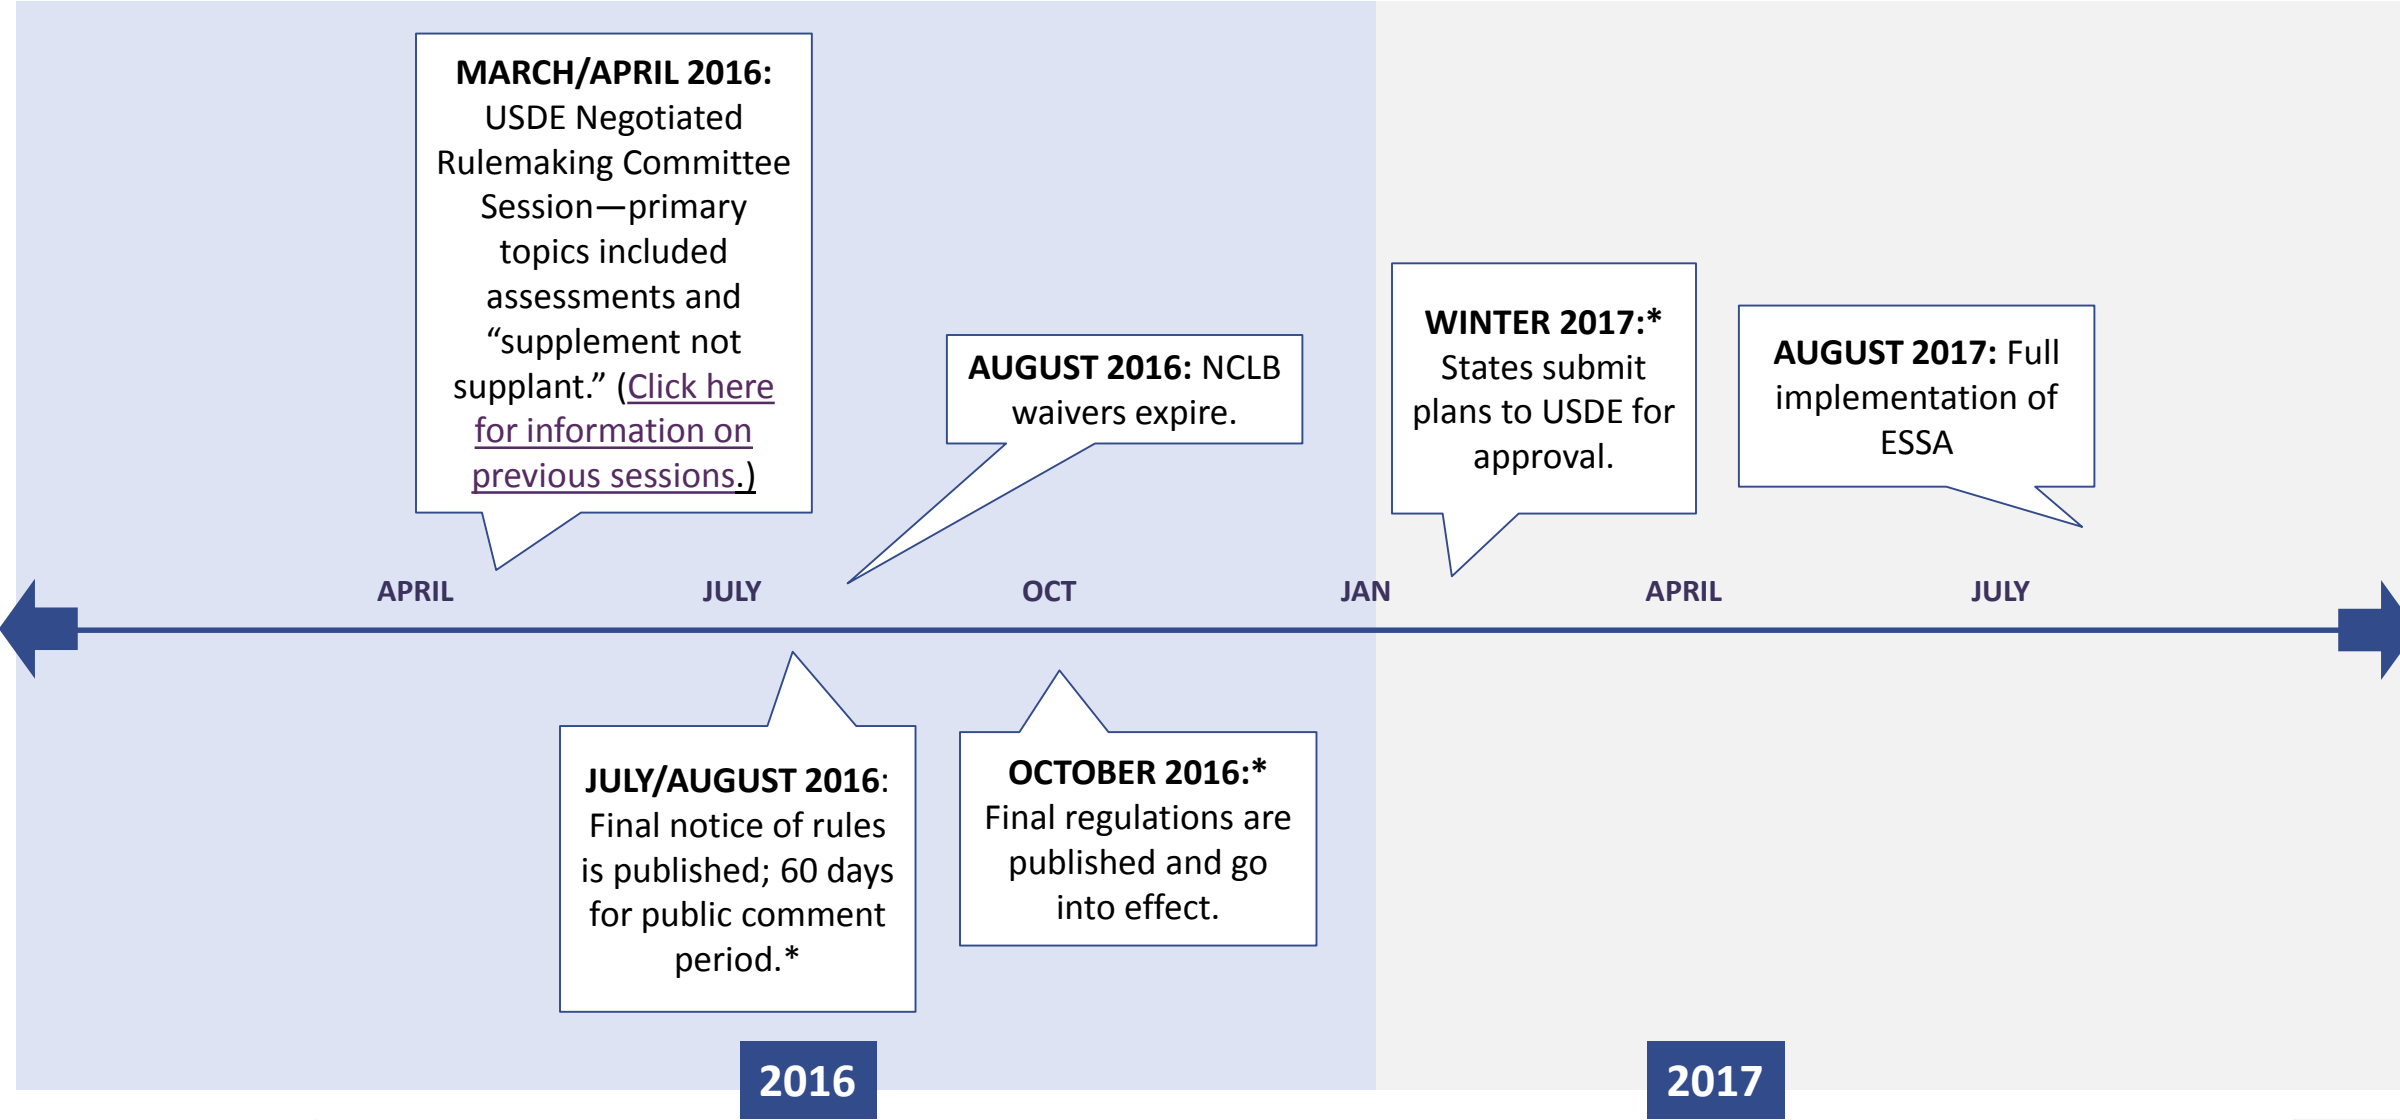 MARCH/APRIL 2016:
USDE Negotiated
Rulemaking Committee
Session—primary
topics included
assessments and
“supplement not
supplant.” (Click here
for information on
previous sessions.)
AUGUST 2016: NCLB
waivers expire.
WINTER 2017:*
States submit
plans to USDE for
approval.
AUGUST 2017: Full
implementation of
ESSA
APRIL
JULY
OCT
JAN
APRIL
JULY
JULY/AUGUST 2016:
Final notice of rules
is published; 60 days
for public comment
period.*
OCTOBER 2016:*
Final regulations are
published and go
into effect.
2016
2017